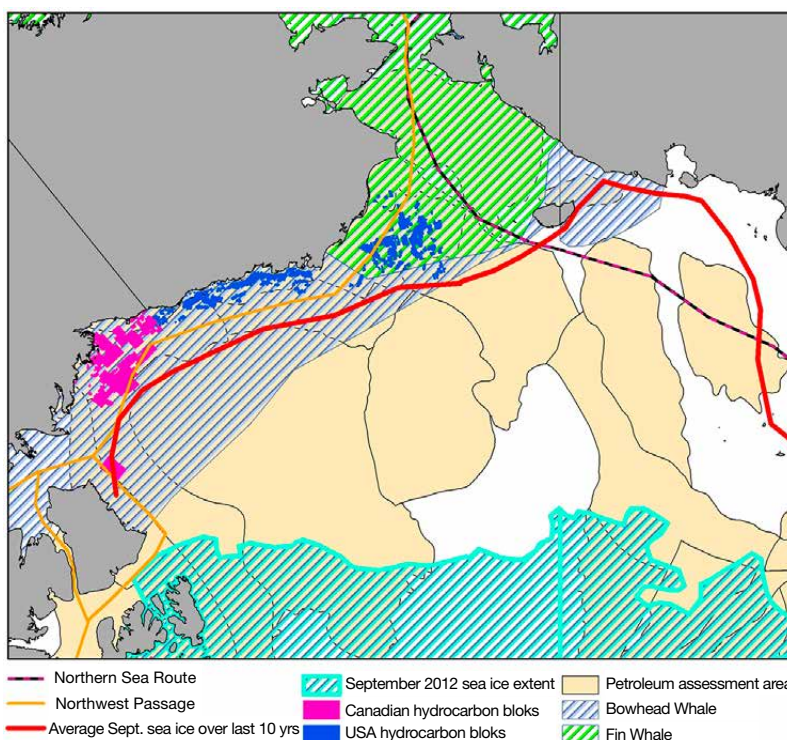 Northern Sea Route
Northwest Passage
Average Sept. sea ice over last 10 yrs
September 2012 sea ice extent
Canadian hydrocarbon bloks
USA hydrocarbon bloks
Petroleum assessment area
Bowhead Whale
Fin Whale